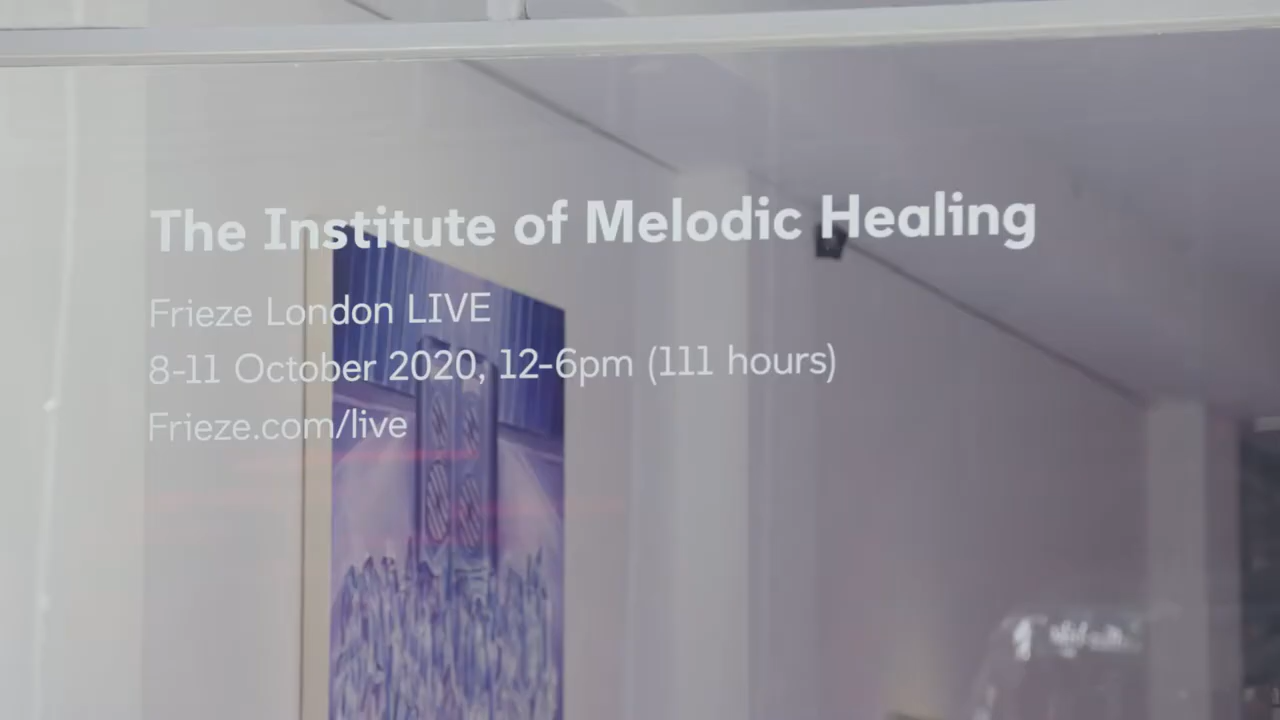 The Institute of Melodic Healing
Frieze London LIVE
8-11 October 2020, 12-6pm (111 hours)
Frieze.com/live